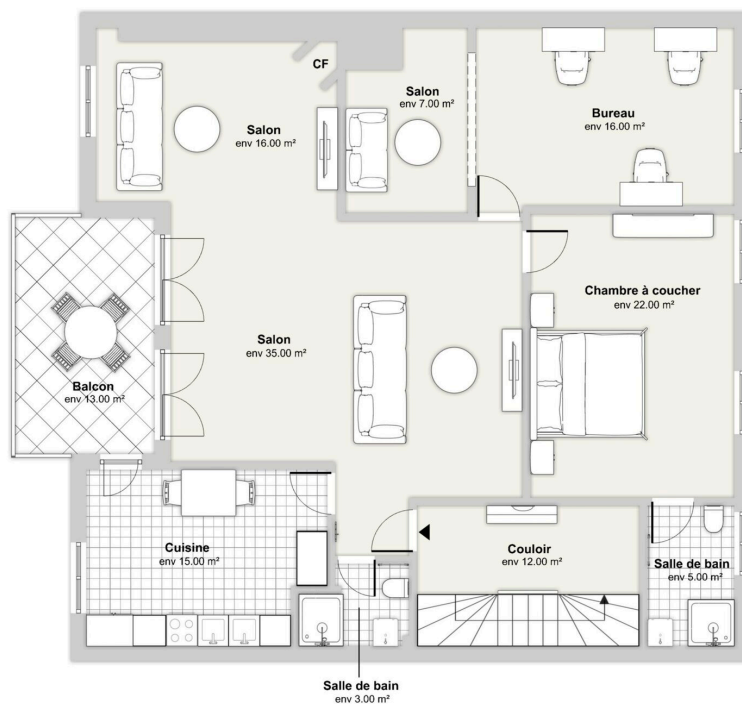 CF
Salon
env 16.00 m²
Salon
env 7.00 m²
Bureau
env 16.00 m²
Chambre à coucher
env 22.00 m²
Salon
env 35.00 m²
Balcon
env 13.00 m²
Cuisine
env 15.00 m²
Couloir
env 12.00 m²
Salle de bain
env 5.00 m²
Salle de bain
env 3.00 m²